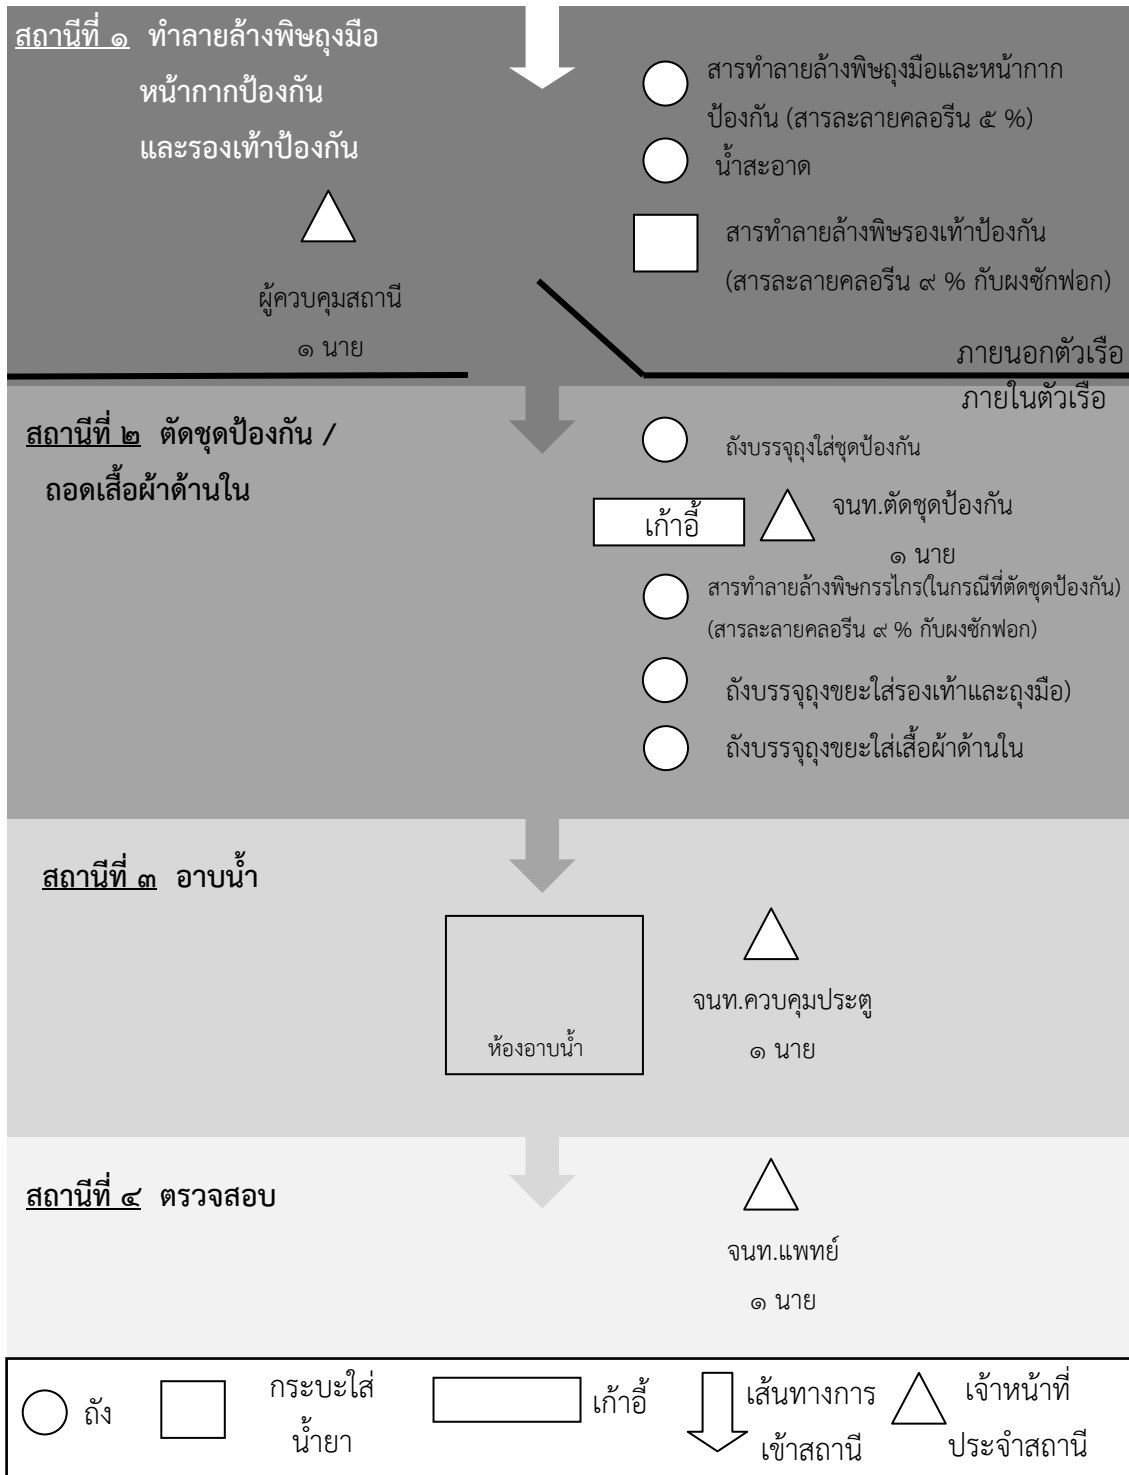 สถานีที่ ๑ ทำลายล้างพิษถุงมือ
หน้ากากป้องกัน
และรองเท้าป้องกัน
สารทำลายล้างพิษถุงมือและหน้ากาก
ป้องกัน (สารละลายคลอรีน ๕ %)
น้ำสะอาด
สารทำลายล้างพิษรองเท้าป้องกัน
(สารละลายคลอรีน ๙ % กับผงซักฟอก)
ผู้ควบคุมสถานี
๑ นาย
ภายนอกตัวเรือ
ภายในตัวเรือ
สถานีที่ ๒ ตัดชุดป้องกัน /
ถอดเสื้อผ้าด้านใน
ถังบรรจุถุงใส่ชุดป้องกัน
เก้าอี้
จนท.ตัดชุดป้องกัน
๑ นาย
สารทำลายล้างพิษกรรไกร(ในกรณีที่ตัดชุดป้องกัน)
(สารละลายคลอรีน ๙ % กับผงซักฟอก)
ถังบรรจุถุงขยะใส่รองเท้าและถุงมือ)
ถังบรรจุถุงขยะใส่เสื้อผ้าด้านใน
สถานีที่ ๓ อาบน้ำ
ห้องอาบน้ำ
จนท.ควบคุมประตู
๑ นาย
สถานีที่ ๔ ตรวจสอบ
จนท.แพทย์
๑ นาย
ถัง
กระบะใส่
น้ำยา
เก้าอี้
เส้นทางการ
เข้าสถานี
เจ้าหน้าที่
ประจำสถานี